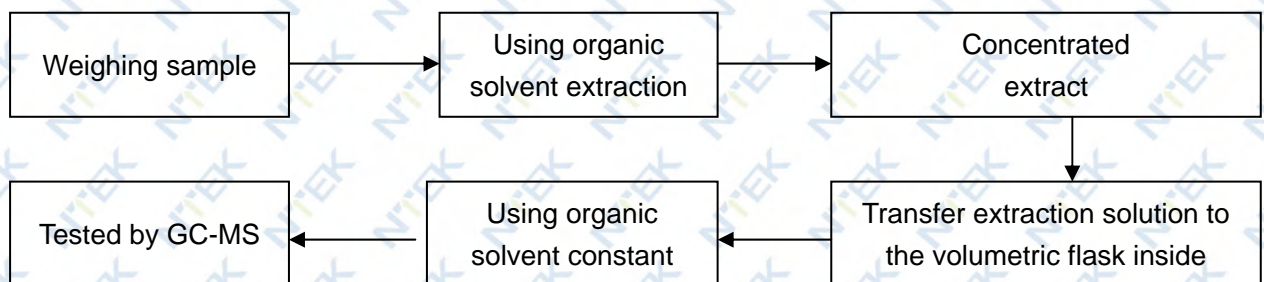 Weighing sample
Using organic
solvent extraction
Concentrated
extract
Transfer extraction solution to
the volumetric flask inside
Using organic
solvent constant
Tested by GC-MS